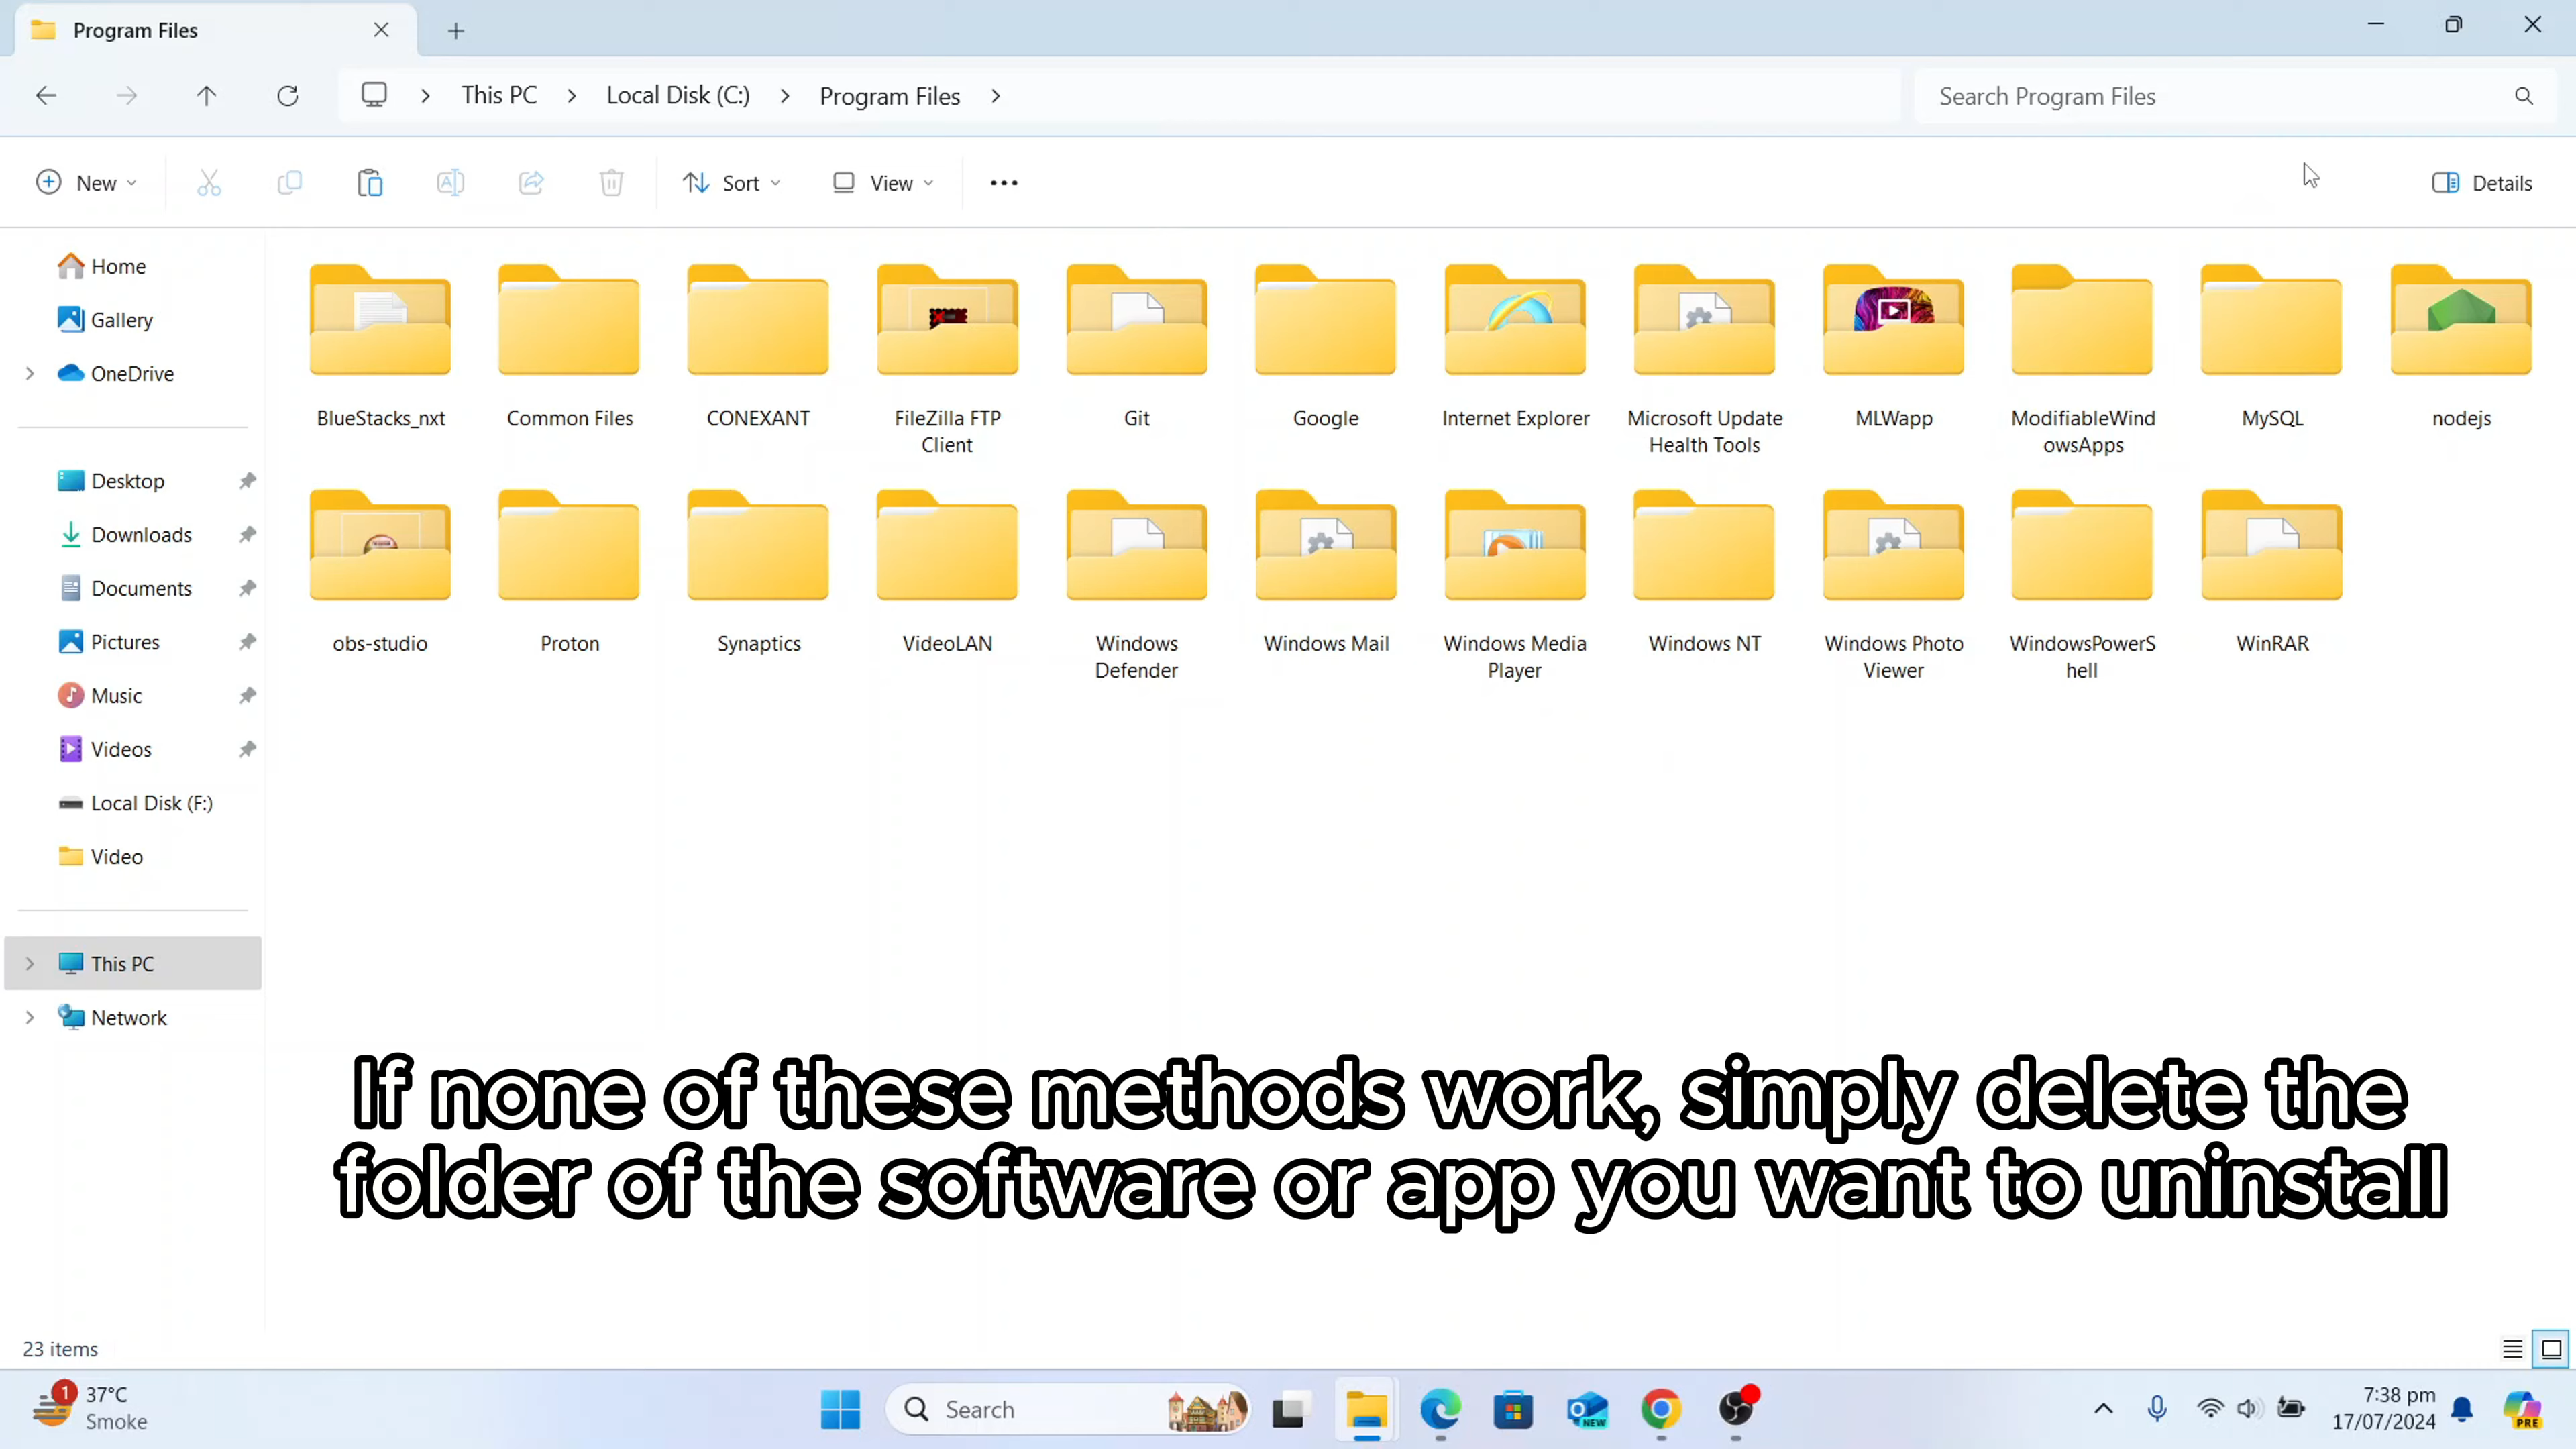 Program Files
This PC
Local Disk (C:)
Program Files
Search Program Files
New
Sort
View
Details
Home
Gallery
OneDrive
Desktop
Downloads
Documents
Pictures
Music
Videos
Local Disk (F:)
Video
This PC
Network
BlueStacks_nxt
Common Files
CONEXANT
FileZilla FTP
Client
Git
Google
Internet Explorer
Microsoft Update
Health Tools
MLWapp
ModifiableWind
owsApps
MySQL
nodejs
obs-studio
Proton
Synaptics
VideoLAN
Windows
Defender
Windows Mail
Windows Media
Player
Windows NT
Windows Photo
Viewer
WindowsPowerS
hell
WinRAR
If none of these methods work, simply delete the
folder of the software or app you want to uninstall
23 items
1
37°C
Smoke
Search
NEW
7:38 pm
17/07/2024
PRE